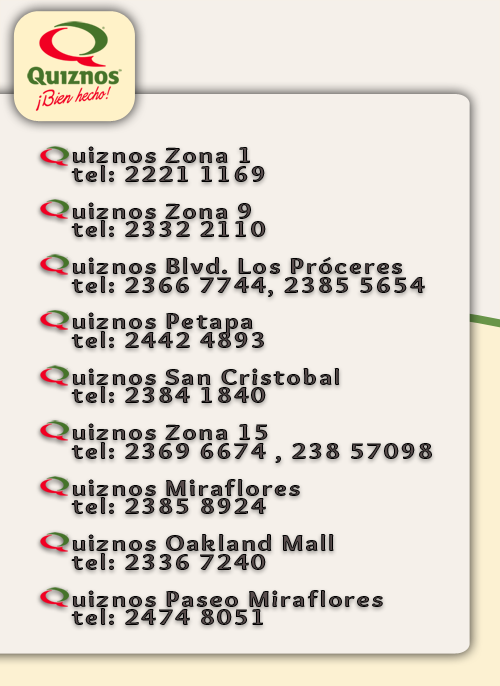 Quiznos
¡Bien hecho!
Quiznos Zona 1
tel: 2221 1169
Quiznos Zona 9
tel: 2332 2110
Quiznos Blvd. Los Próceres
tel: 2366 7744, 2385 5654
Quiznos Petapa
tel: 2442 4893
Quiznos San Cristobal
tel: 2384 1840
Quiznos Zona 15
tel: 2369 6674 , 238 57098
Quiznos Miraflores
tel: 2385 8924
Quiznos Oakland Mall
tel: 2336 7240
Quiznos Paseo Miraflores
tel: 2474 8051